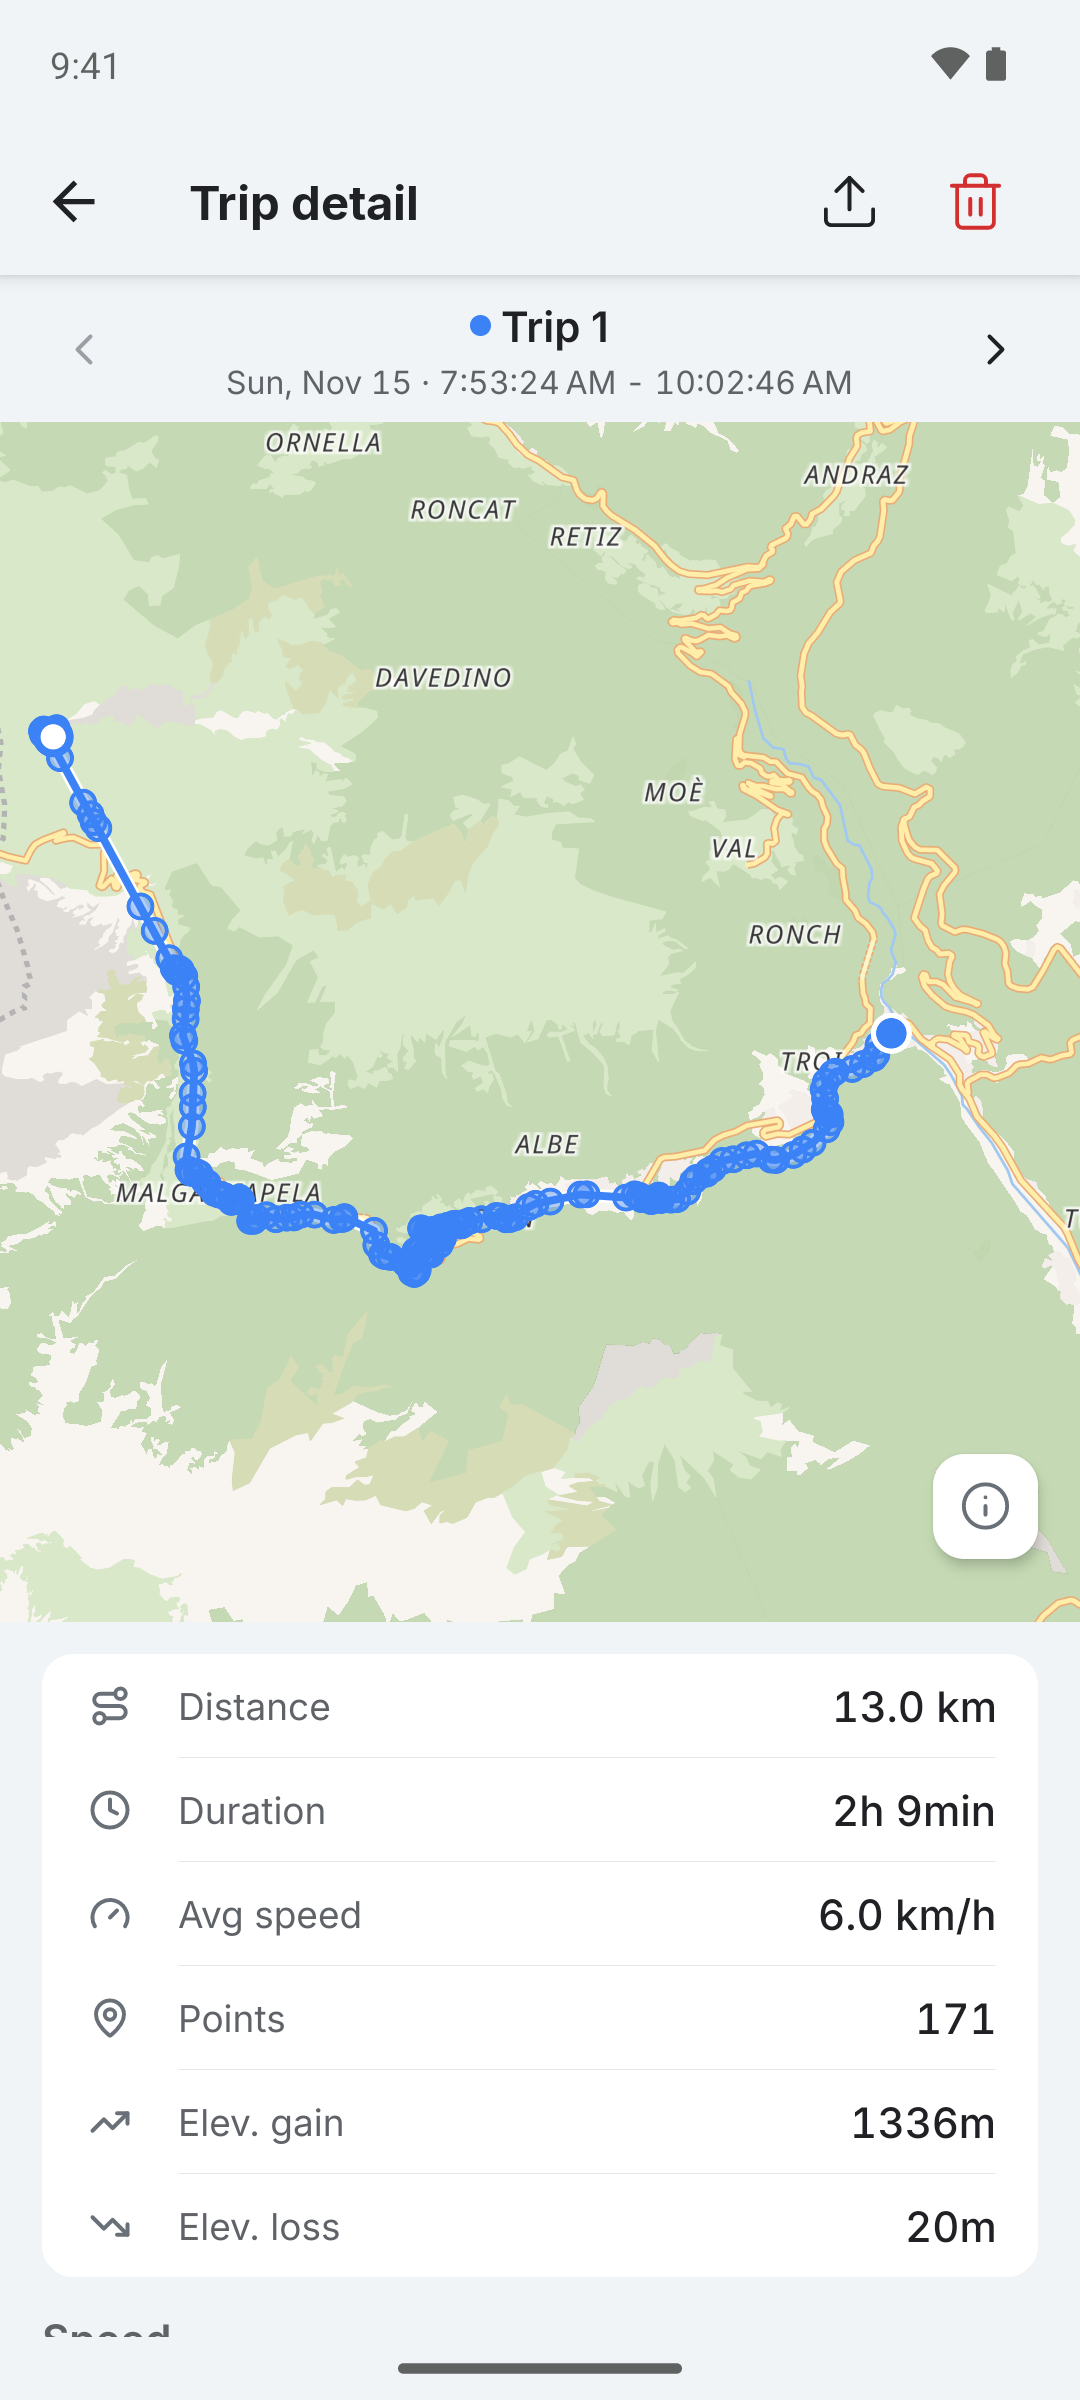 9:41
Trip detail
Trip 1
Sun, Nov 15 · 7:53:24 AM - 10:02:46 AM
ORNELLA
ANDRAZ
RONCAT
RETIZ
DAVEDINO
MOÈ
VAL
RONCH
ALBE
Distance 13.0 km
Duration 2h 9min
Avg speed 6.0 km/h
Points 171
Elev. gain 1336m
Elev. loss 20m
Speed